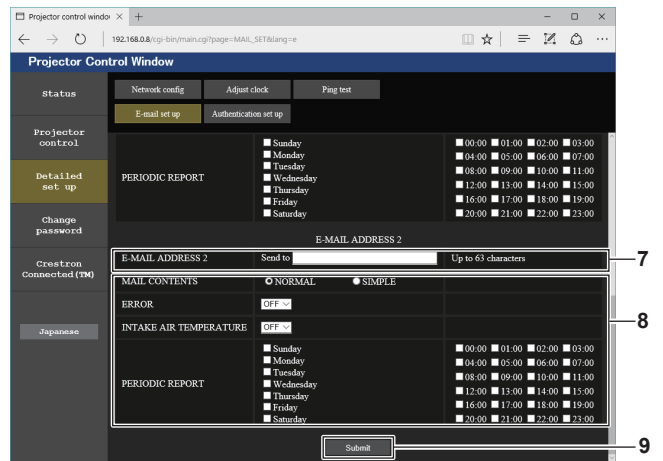 Projector control windov × +
192.168.0.8/cgi-bin/main.cgi?page=MAIL_SET&lang=e
Projector Control Window
Status
Network config Adjust clock Ping test
E-mail set up Authentication set up
Projector
control
Detailed
set up
Change
password
Crestron
Connected(TM)
Japanese
PERIODIC REPORT
Sunday
Monday
Tuesday
Wednesday
Thursday
Friday
Saturday
00:00 01:00 02:00 03:00
04:00 05:00 06:00 07:00
08:00 09:00 10:00 11:00
12:00 13:00 14:00 15:00
16:00 17:00 18:00 19:00
20:00 21:00 22:00 23:00
E-MAIL ADDRESS 2
E-MAIL ADDRESS 2 Send to Up to 63 characters
7
MAIL CONTENTS NORMAL SIMPLE
ERROR OFF
8
INTAKE AIR TEMPERATURE OFF
PERIODIC REPORT
Sunday
Monday
Tuesday
Wednesday
Thursday
Friday
Saturday
00:00 01:00 02:00 03:00
04:00 05:00 06:00 07:00
08:00 09:00 10:00 11:00
12:00 13:00 14:00 15:00
16:00 17:00 18:00 19:00
20:00 21:00 22:00 23:00
Submit
9